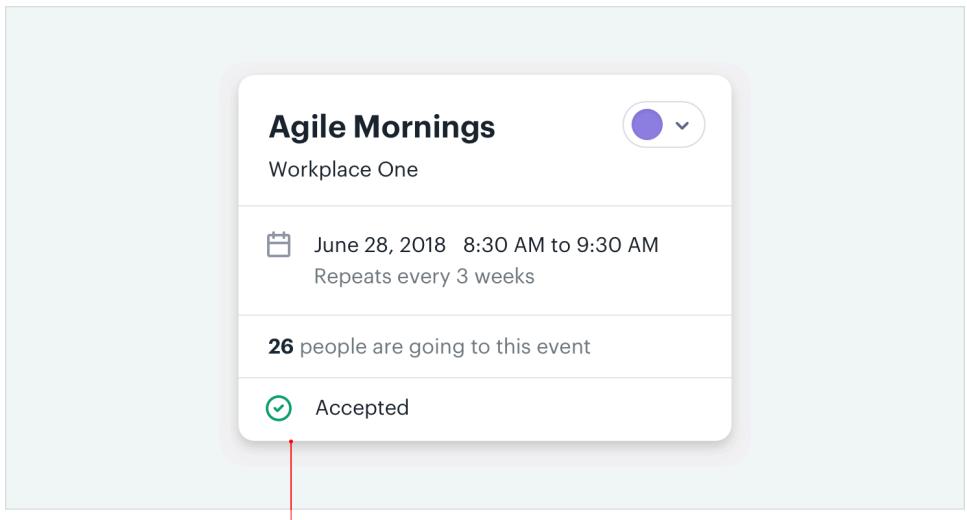 Agile Mornings
Workplace One
June 28, 2018 8:30 AM to 9:30 AM
Repeats every 3 weeks
26 people are going to this event
Accepted